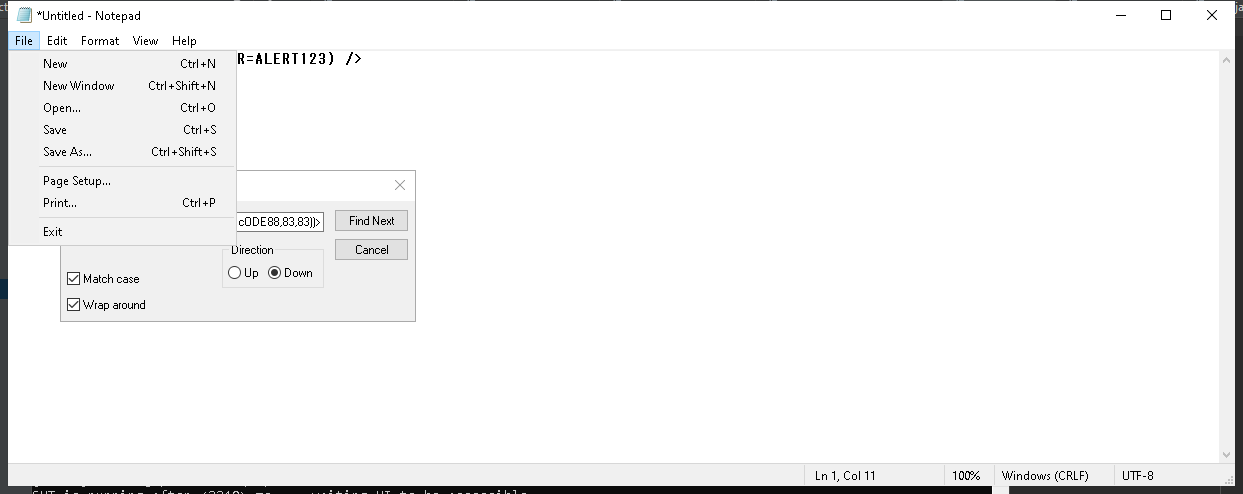 *Untitled - Notepad
File Edit Format View Help
R=ALERT123) />
New Ctrl+N
New Window Ctrl+Shift+N
Open... Ctrl+O
Save Ctrl+S
Save As... Ctrl+Shift+S
Page Setup...
Print... Ctrl+P
Exit
cODE88,83,83))>
Find Next
Direction
Cancel
Up Down
Match case
Wrap around
Ln 1, Col 11 100% Windows (CRLF) UTF-8